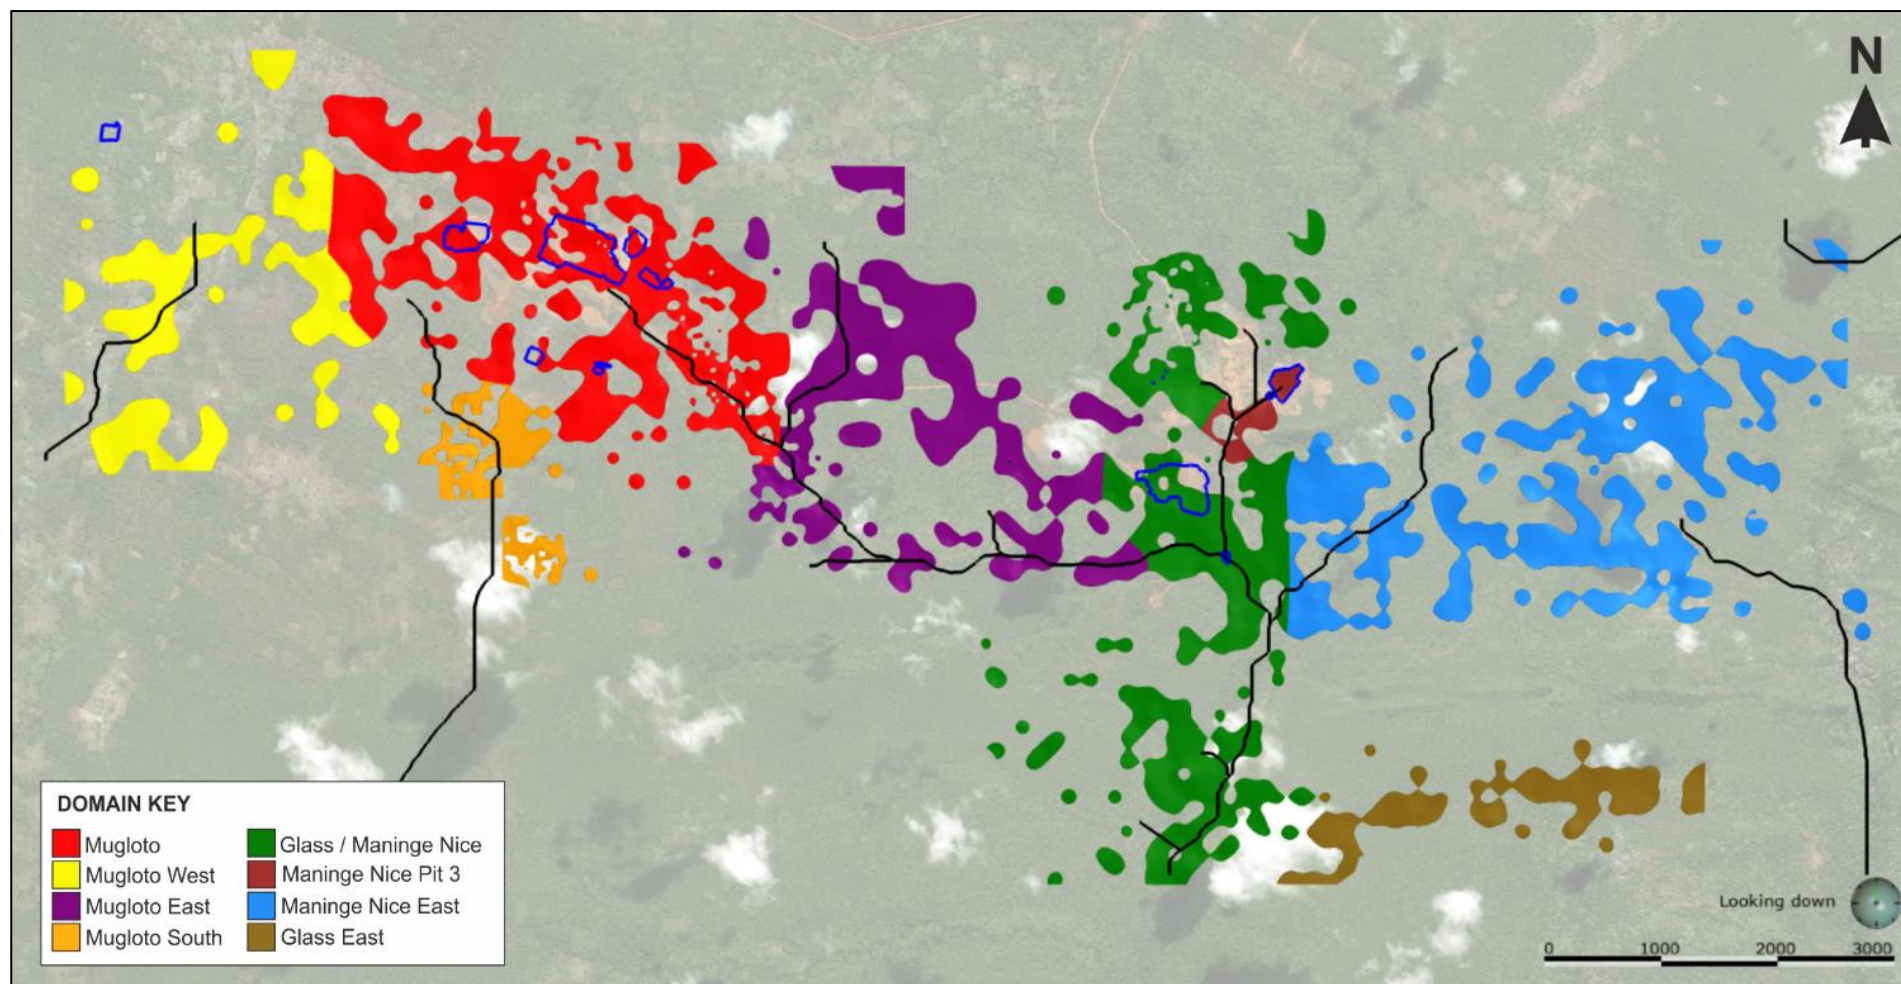 N
DOMAIN KEY
Mugloto
Mugloto West
Mugloto East
Mugloto South
Glass / Maninge Nice
Maninge Nice Pit 3
Maninge Nice East
Glass East
Looking down
0 1000 2000 3000